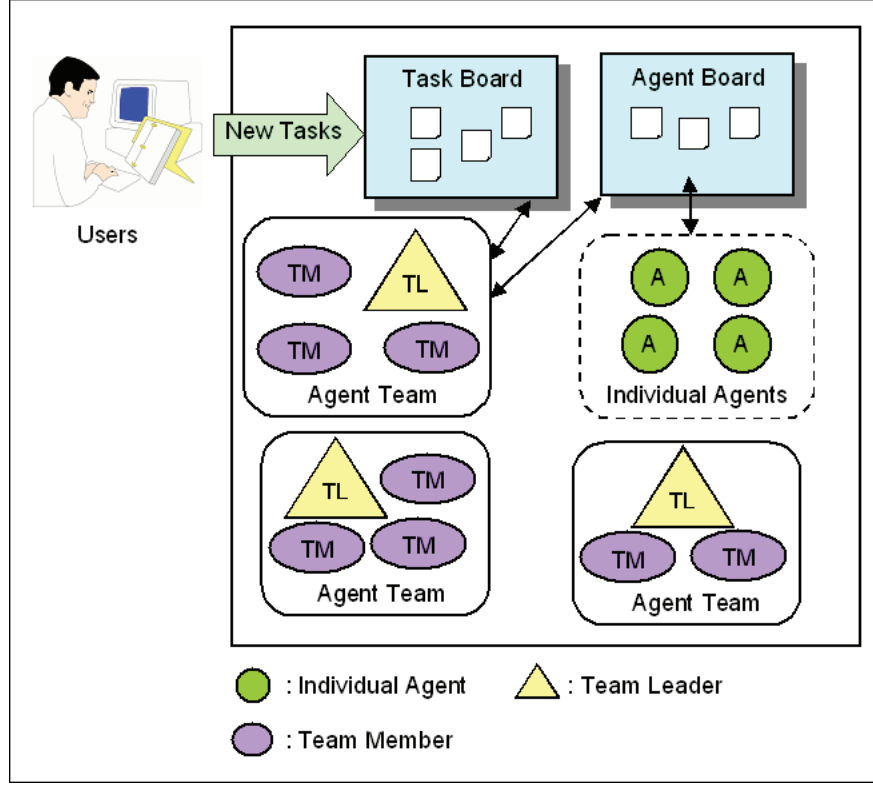 Task Board
Agent Board
New Tasks
Users
TM
TL
TM
TM
Agent Team
A
A
A
A
Individual Agents
TL
TM
TM
TM
Agent Team
TL
TM
TM
Agent Team
: Individual Agent
: Team Leader
: Team Member